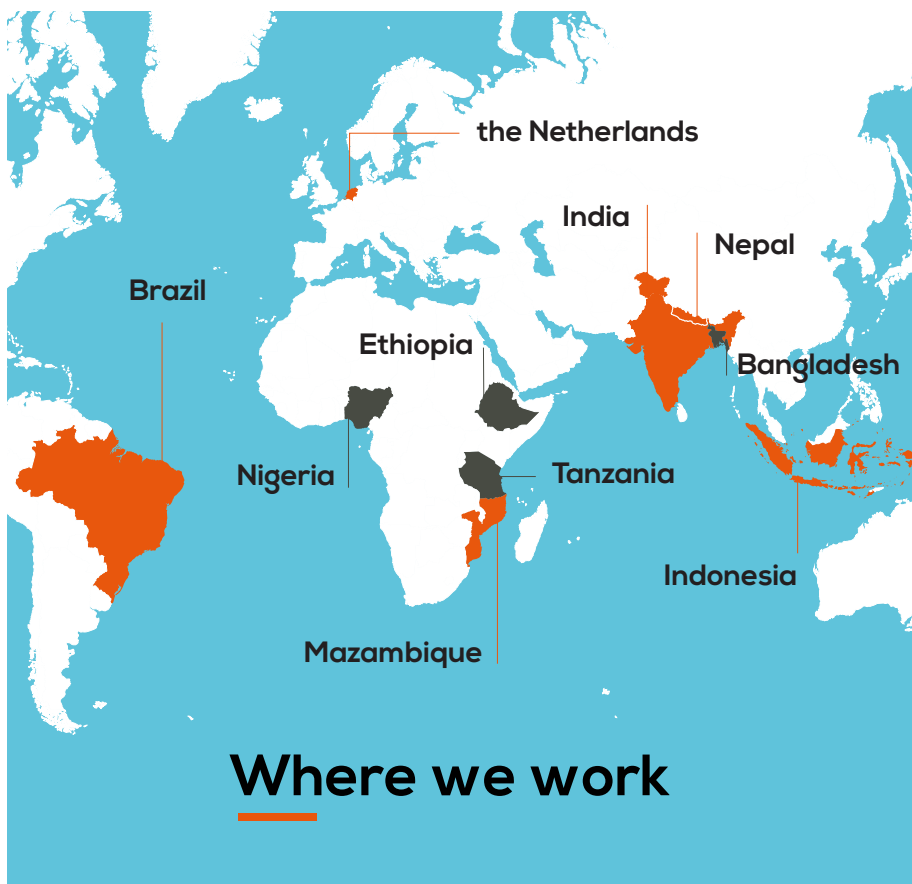 the Netherlands
India
Nepal
Brazil
Ethiopia
Bangladesh
Nigeria
Tanzania
Indonesia
Mazambique
Where we work